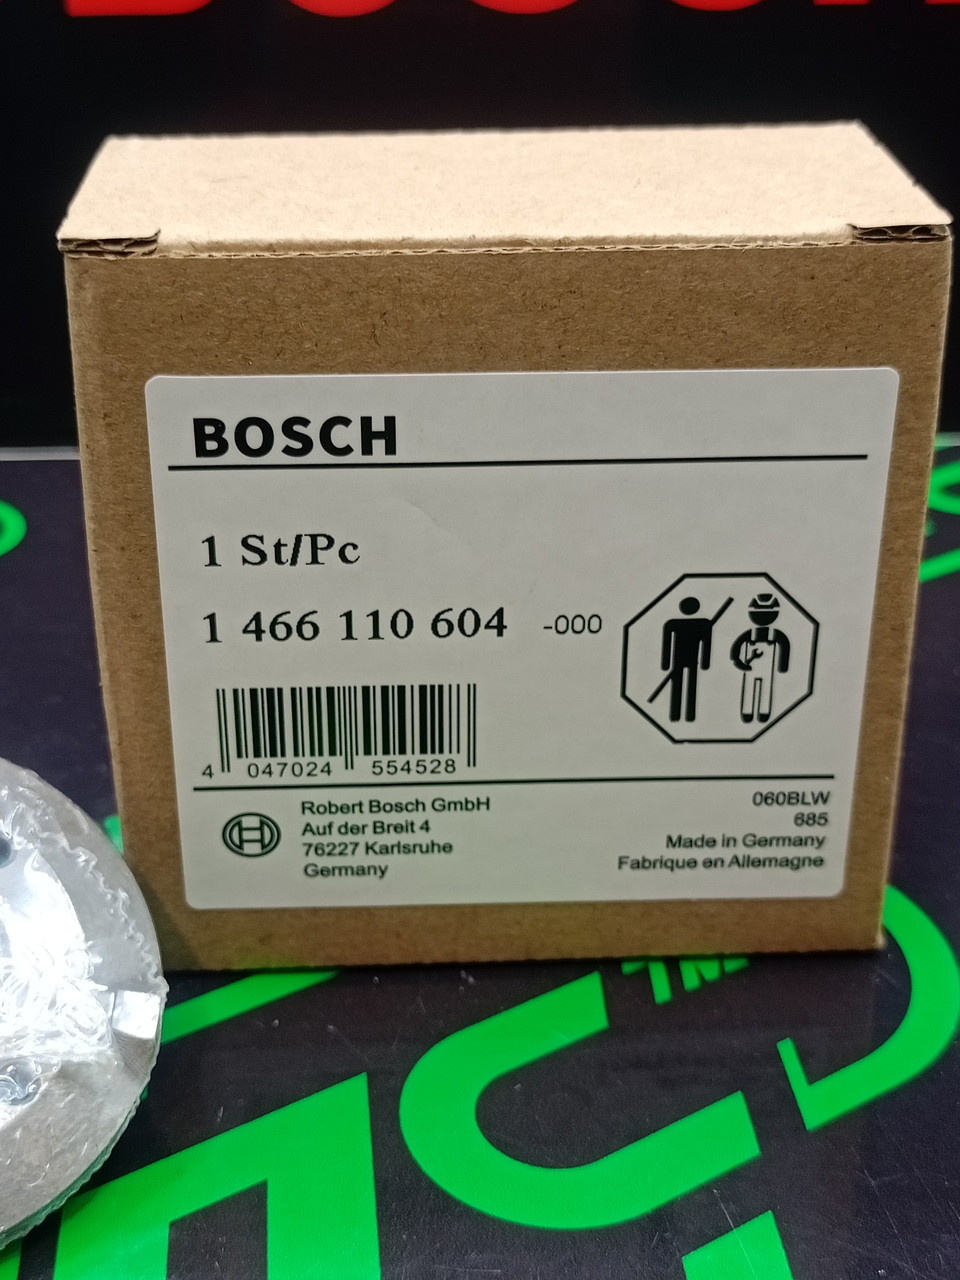 BOSCH
1 St/Pc
1 466 110 604 -000
4 047024 554528
Robert Bosch GmbH
Auf der Breit 4
76227 Karlsruhe
Germany
060BLW
685
Made in Germany
Fabrique en Allemagne
TM